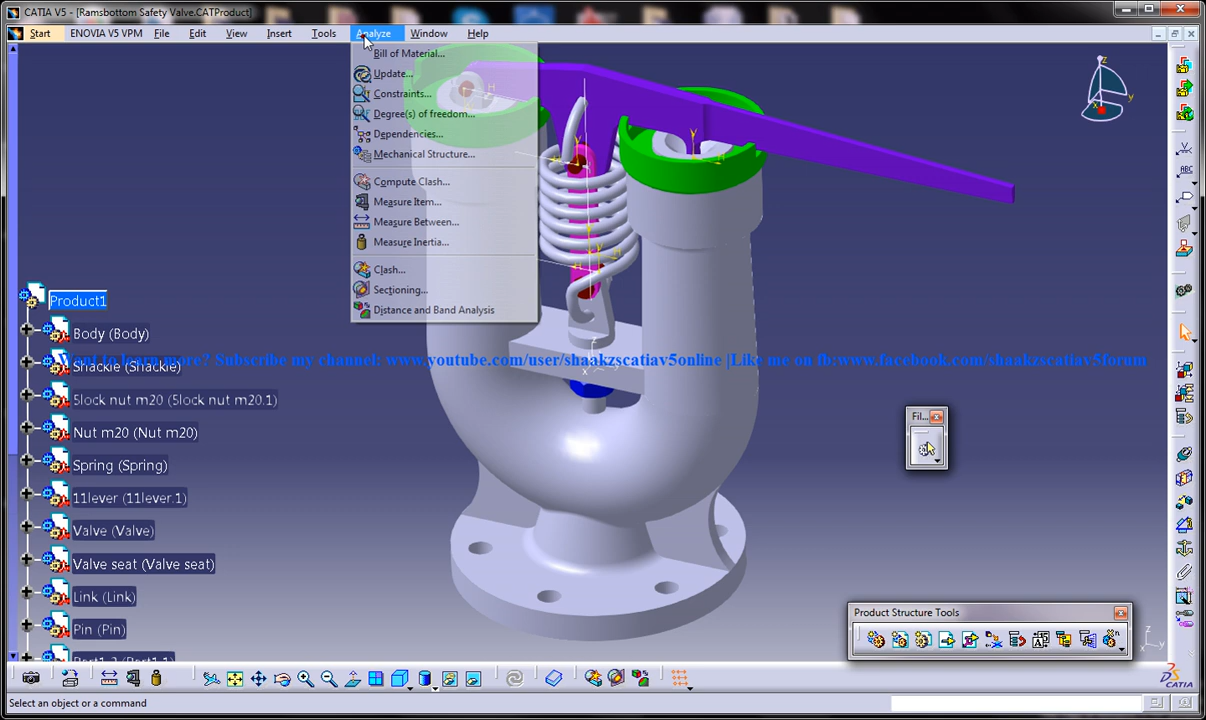 CATIA V5 - [Ramsbottom Safety Valve.CATProduct]
Start ENOVIA V5 VPM File Edit View Insert Tools Analyze Window Help
Bill of Material...
Update...
Constraints...
Degree(s) of freedom...
Dependencies...
Mechanical Structure...
Compute Clash...
Measure Item...
Measure Between...
Measure Inertia...
Clash...
Sectioning...
Distance and Band Analysis
Product1
Body (Body)
Want to learn more? Subscribe my channel: www.youtube.com/user/shaakzscatiav5online |Like me on fb:www.facebook.com/shaakzscatiav5forum
Shackle (Shackle)
5lock nut m20 (5lock nut m20.1)
Nut m20 (Nut m20)
Spring (Spring)
11lever (11lever.1)
Valve (Valve)
Valve seat (Valve seat)
Link (Link)
Pin (Pin)
Fil...
Product Structure Tools
CATIA
Select an object or a command